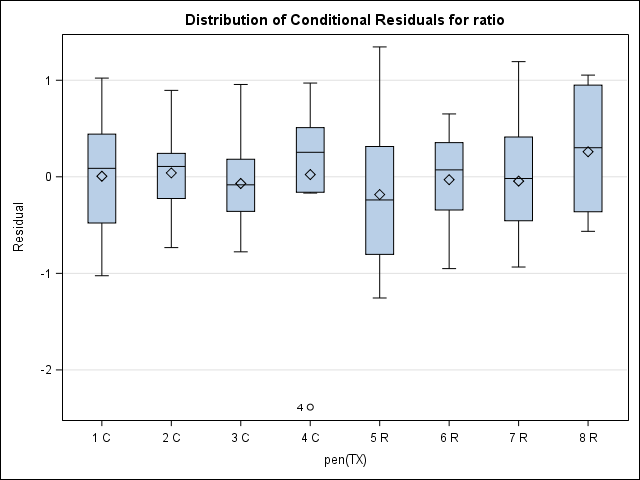 Distribution of Conditional Residuals for ratio
1
0
-1
-2
Residual
4
1 C 2 C 3 C 4 C 5 R 6 R 7 R 8 R
pen(TX)